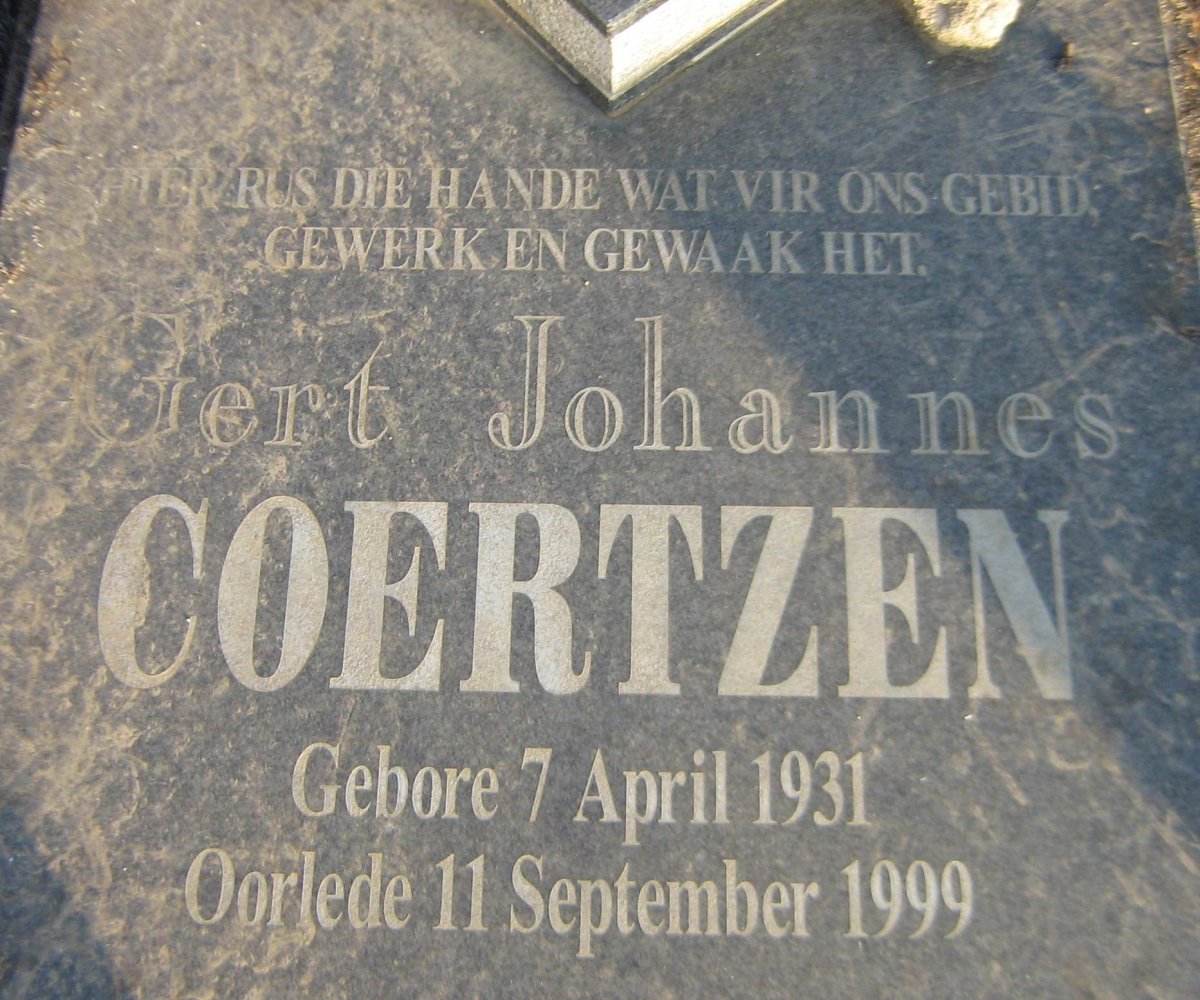 HIER RUS DIE HANDE WAT VIR ONS GEBID,
GEWERK EN GEWAAK HET.
Gert Johannes
COERTZEN
Gebore 7 April 1931
Oorlede 11 September 1999